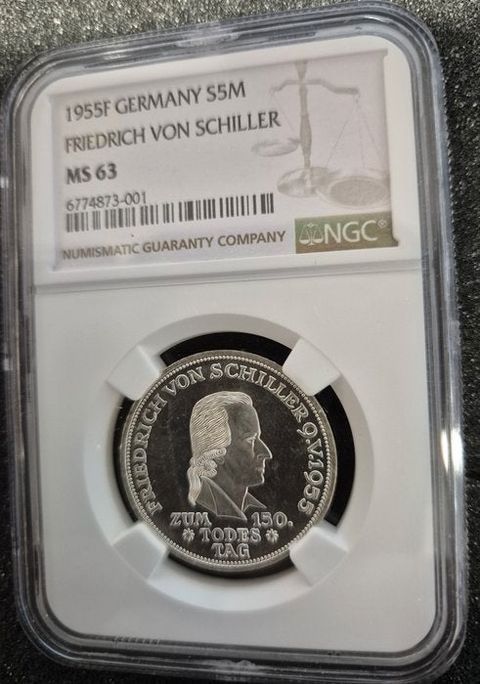 1955F GERMANY S5M
FRIEDRICH VON SCHILLER
MS 63
6774873-001
NUMISMATIC GUARANTY COMPANY
NGC®
FRIEDRICH VON SCHILLER 9.V.1955
ZUM 150.
* TODES *
TAG